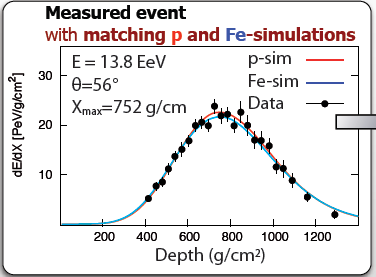 Measured event
with matching p and Fe-simulations
E = 13.8 EeV
θ=56°
Xmax=752 g/cm
p-sim
Fe-sim
Data
dE/dX [PeV/g/cm²]
30
20
10
200 400 600 800 1000 1200
Depth (g/cm²)